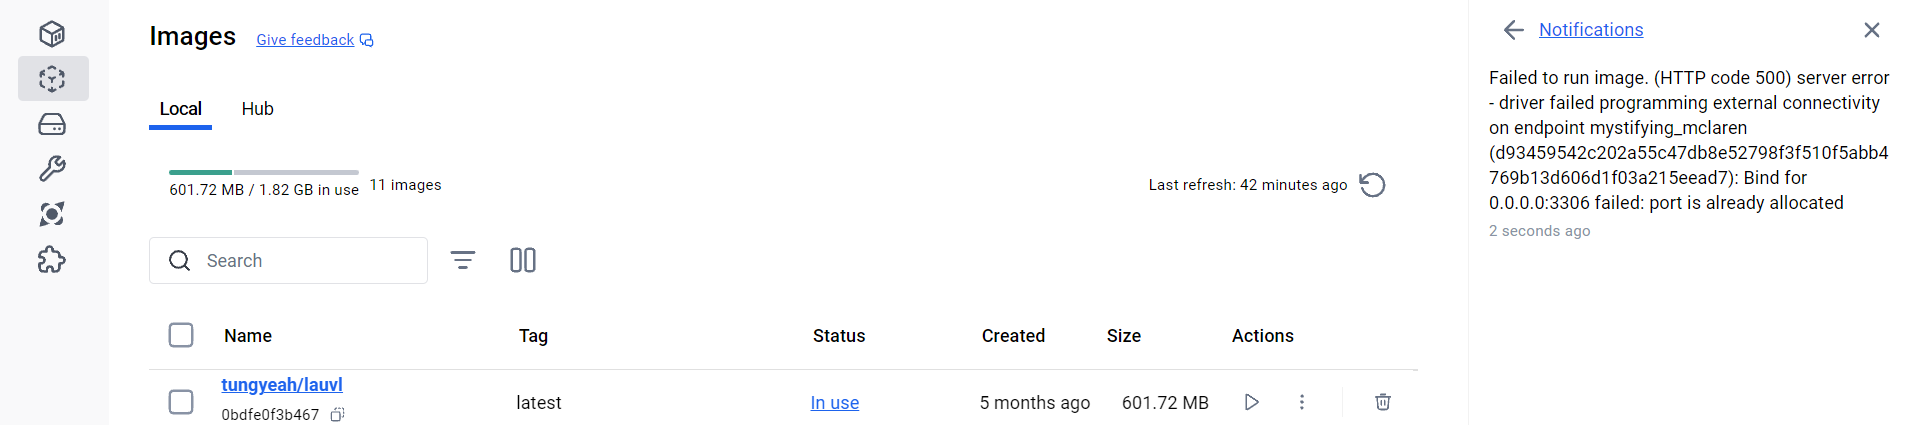 Images Give feedback
Local Hub
601.72 MB / 1.82 GB in use 11 images
Last refresh: 42 minutes ago
Search
Name Tag Status Created Size Actions
tungyeah/lauvl
0bdfe0f3b467
latest In use 5 months ago 601.72 MB
Notifications
Failed to run image. (HTTP code 500) server error
- driver failed programming external connectivity
on endpoint mystifying_mclaren
(d93459542c202a55c47db8e52798f3f510f5abb4
769b13d606d1f03a215eead7): Bind for
0.0.0.0:3306 failed: port is already allocated
2 seconds ago